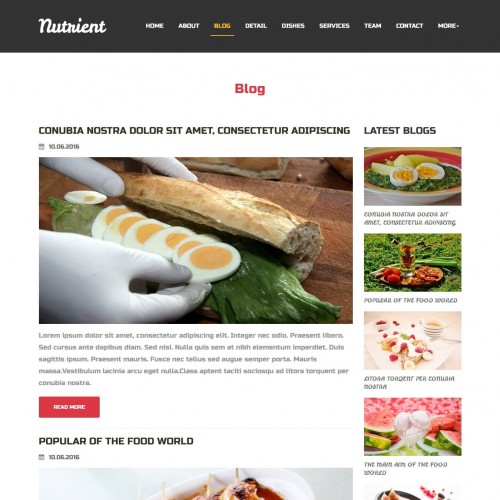 Nutrient
HOME ABOUT BLOG DETAIL DISHES SERVICES TEAM CONTACT MORE
Blog
CONUBIA NOSTRA DOLOR SIT AMET, CONSECTETUR ADIPISCING
10.06.2016
Lorem ipsum dolor sit amet, consectetur adipiscing elit. Integer nec odio. Praesent libero.
Sed cursus ante dapibus diam. Sed nisi. Nulla quis sem at nibh elementum imperdiet. Duis
sagittis ipsum. Praesent mauris. Fusce nec tellus sed augue semper porta. Mauris
massa.Vestibulum lacinia arcu eget nulla.Class aptent taciti sociosqu ad litora torquent per
conubia nostra.
READ MORE
POPULAR OF THE FOOD WORLD
10.06.2016
LATEST BLOGS
CONUBIA NOSTRA DOLOR SIT
AMET, CONSECTETUR ADIPISCING
POPULAR OF THE FOOD WORLD
LITORA TORQENT PER CONUBIA
NOSTRA
THE MAIN AIM OF THE FOOD
WORLD